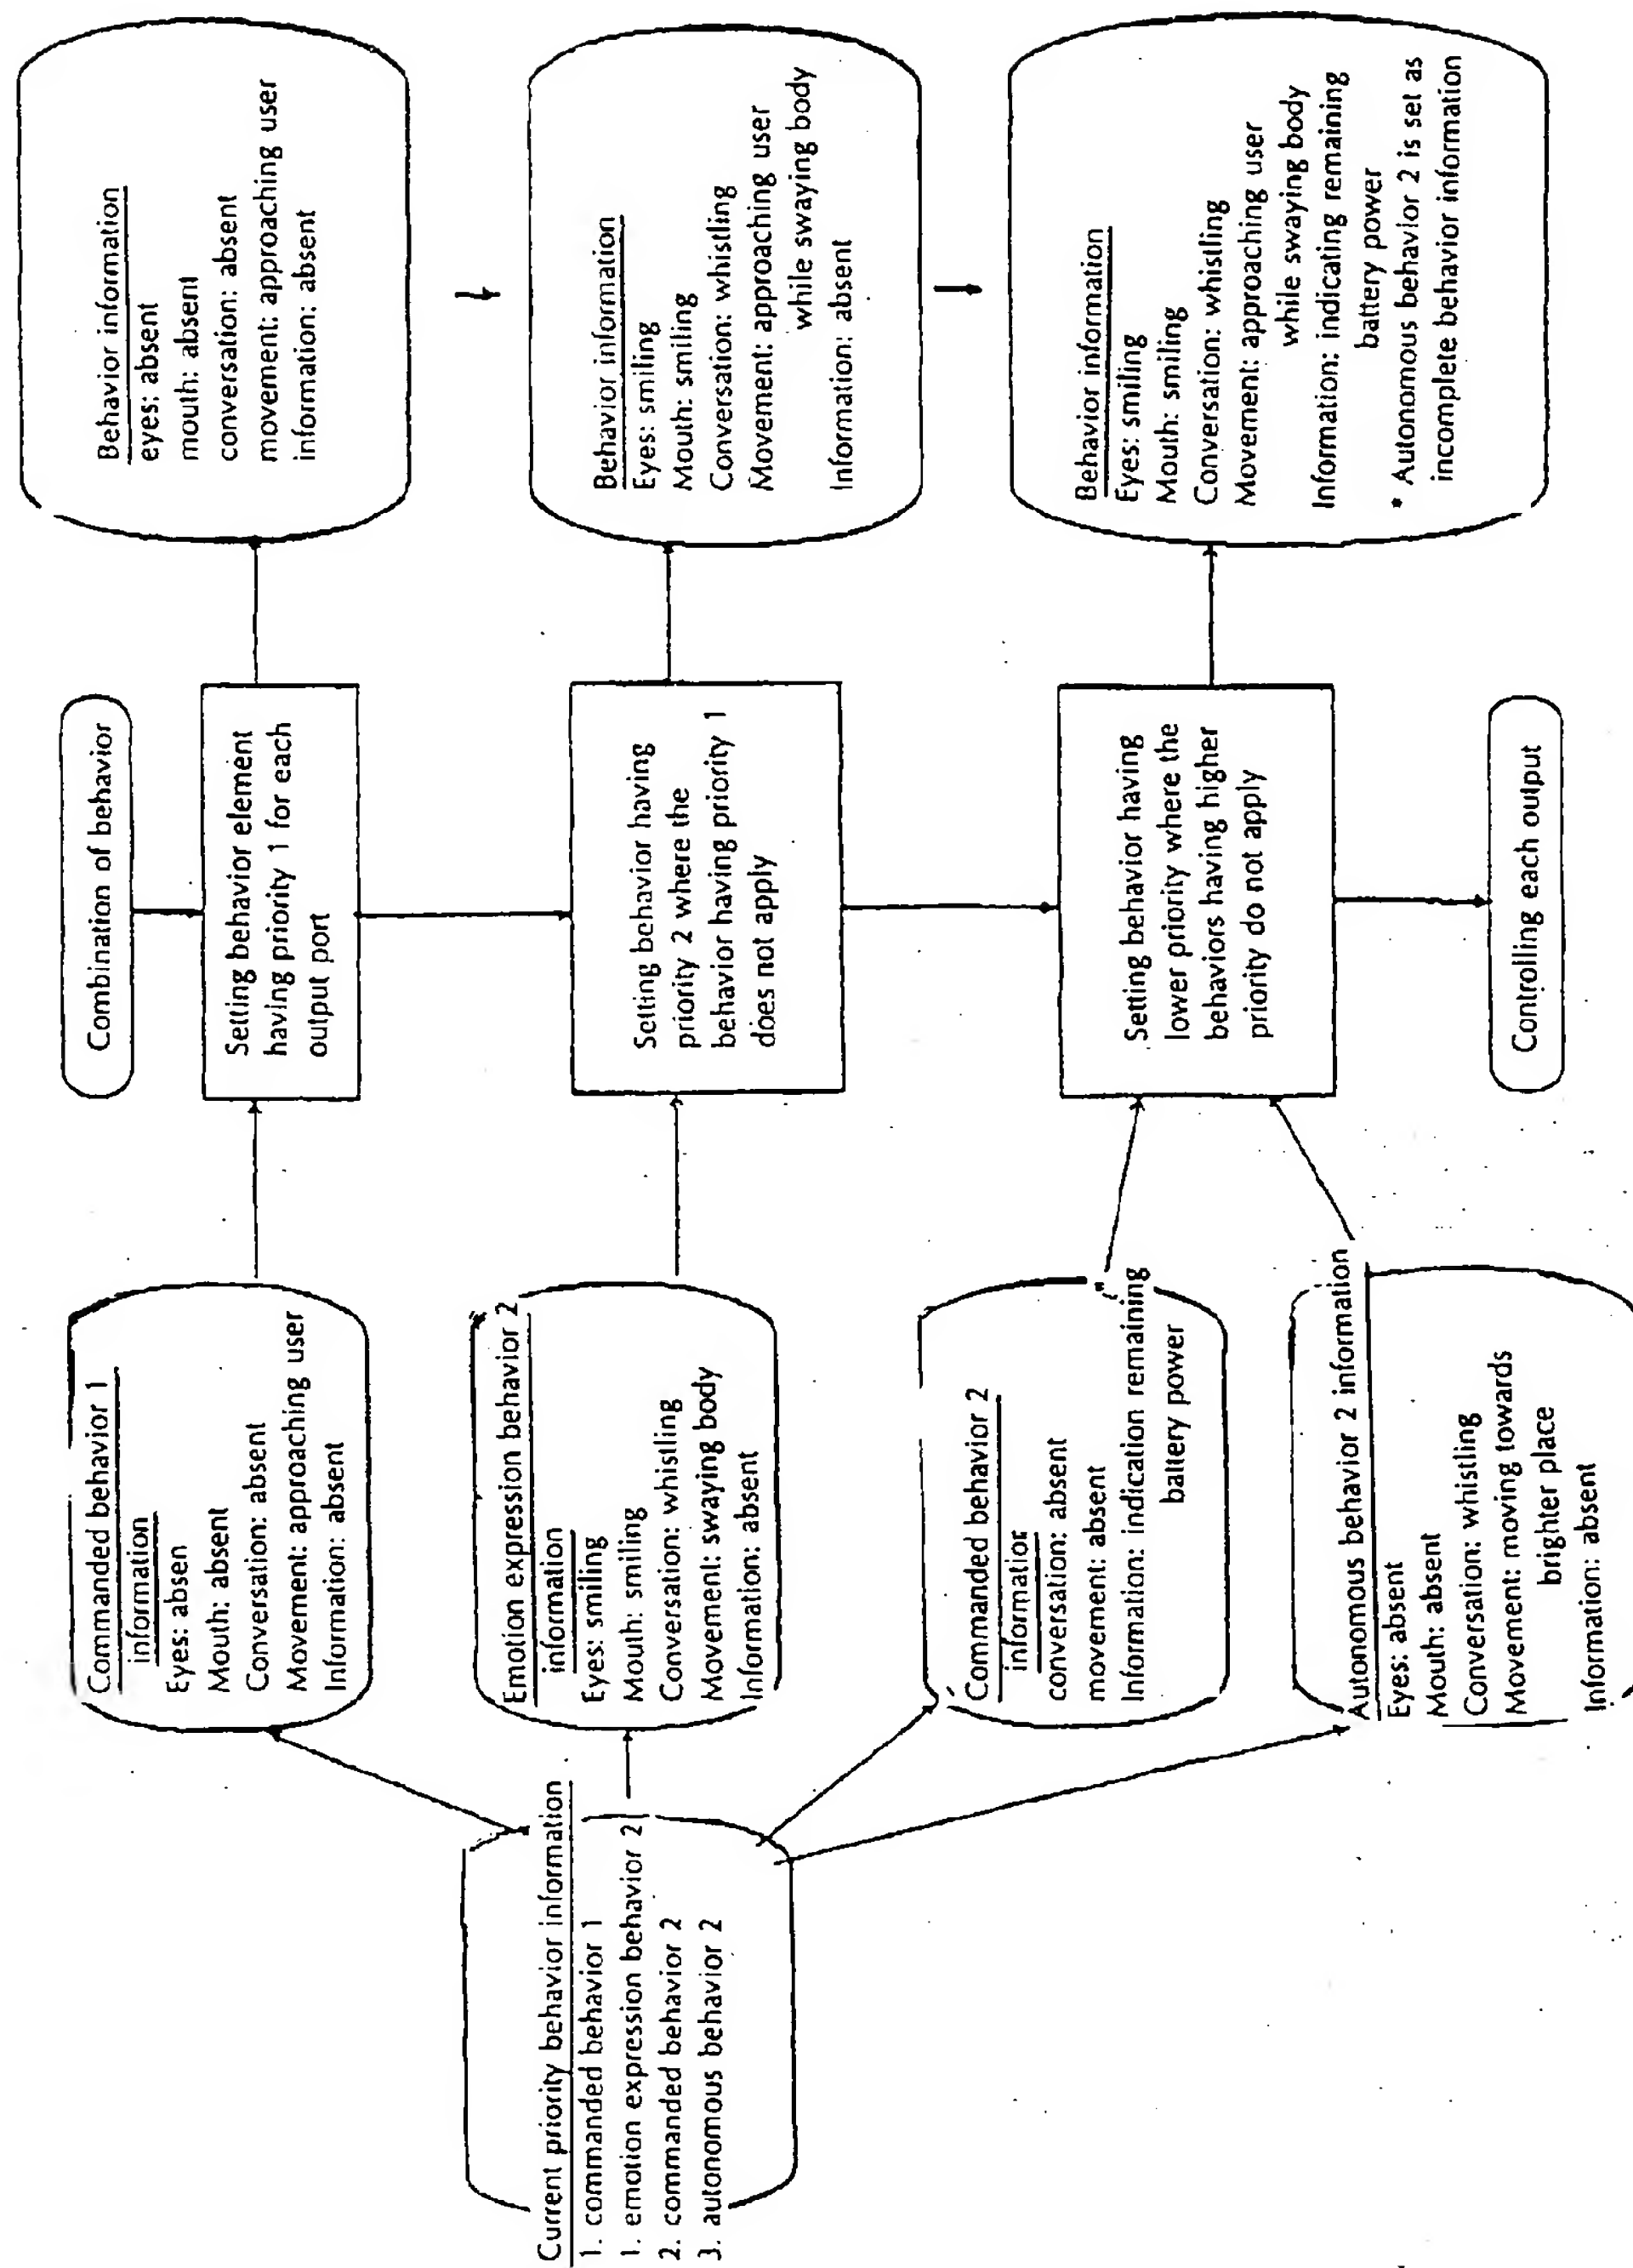 Combination of behavior
Setting behavior element
having priority 1 for each
output port
Setting behavior having
priority 2 where the
behavior having priority 1
does not apply
Setting behavior having
lower priority where the
behaviors having higher
priority do not apply
Controlling each output
Current priority behavior information
1. commanded behavior 1
1. emotion expression behavior 2
2. commanded behavior 2
3. autonomous behavior 2
Commanded behavior 1
information
Eyes: absen
Mouth: absent
Conversation: absent
Movement: approaching user
Information: absent
Emotion expression behavior 2
information
Eyes: smiling
Mouth: smiling
Conversation: whistling
Movement: swaying body
Information: absent
Commanded behavior 2
information
conversation: absent
movement: absent
Information: indication remaining
battery power
Autonomous behavior 2 information
Eyes: absent
Mouth: absent
Conversation: whistling
Movement: moving towards
brighter place
Information: absent
Behavior information
eyes: absent
mouth: absent
conversation: absent
movement: approaching user
information: absent
Behavior information
Eyes: smiling
Mouth: smiling
Conversation: whistling
Movement: approaching user
while swaying body
Information: absent
Behavior information
Eyes: smiling
Mouth: smiling
Conversation: whistling
Movement: approaching user
while swaying body
Information: indicating remaining
battery power
* Autonomous behavior 2 is set as
incomplete behavior information